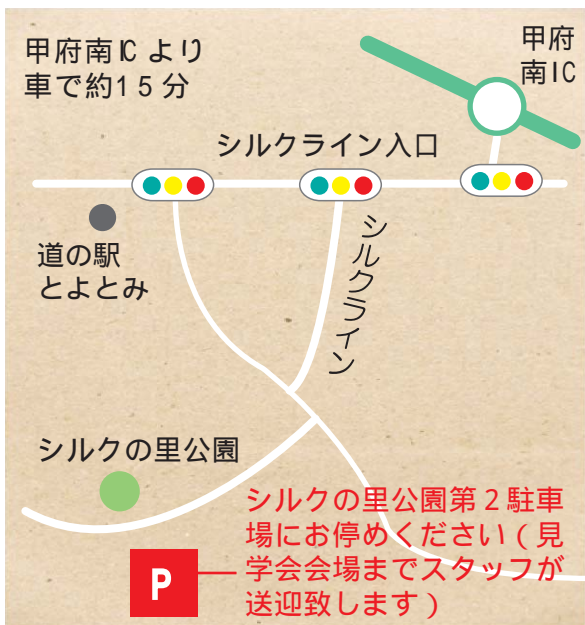 甲府南ICより
車で約15分
甲府
南IC
シルクライン入口
シルクライン
道の駅
とよとみ
シルクの里公園
シルクの里公園第2駐車
場にお停めください(見
学会会場までスタッフが
送迎致します)
P